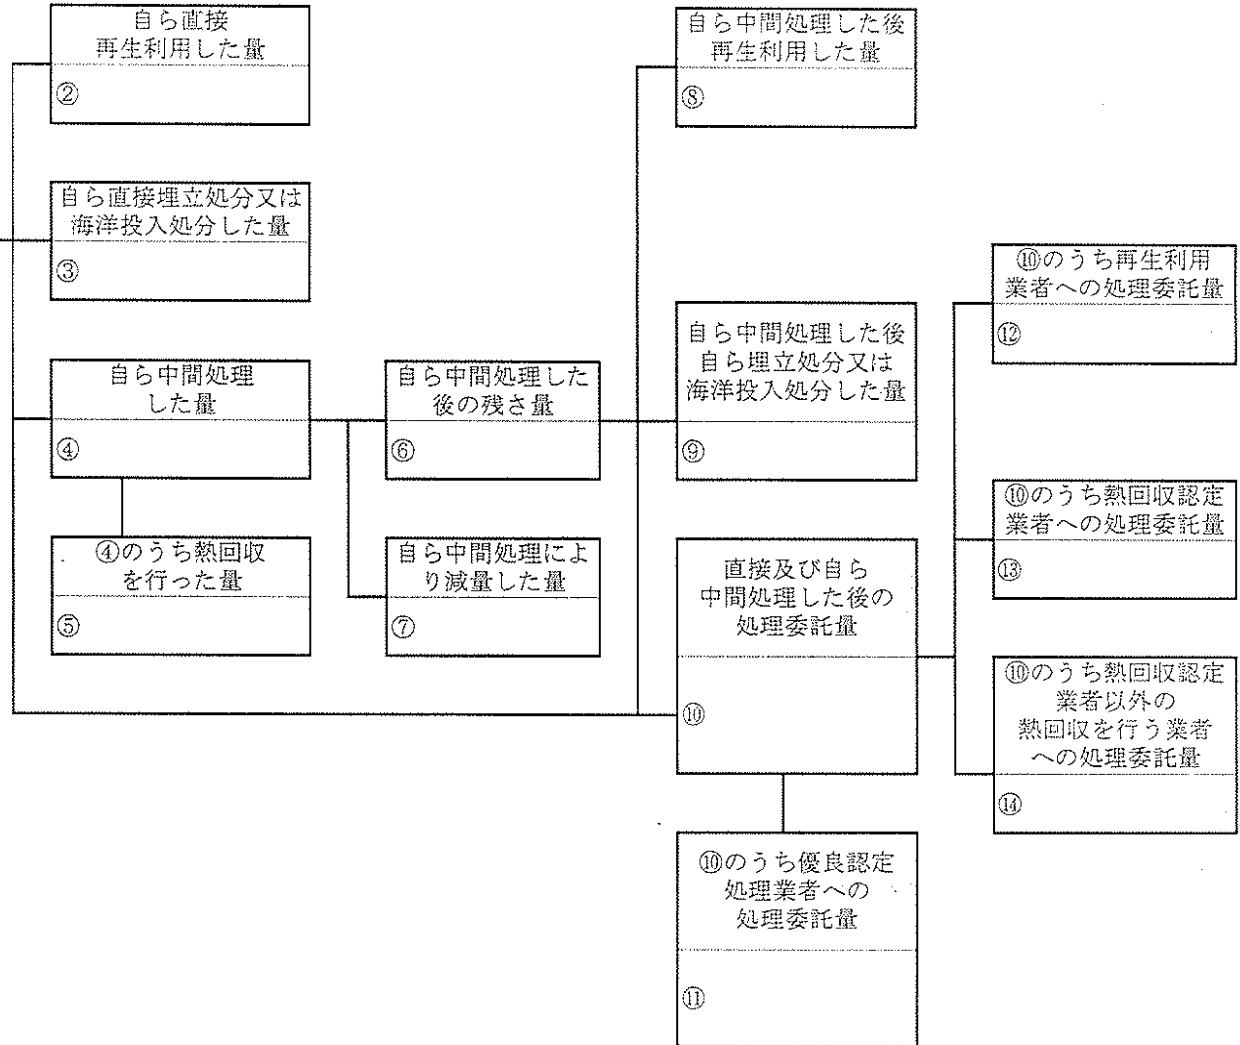 自ら直接
再生利用した量
②
自ら直接埋立処分又は
海洋投入処分した量
③
自ら中間処理
した量
④
④のうち熱回収
を行った量
⑤
自ら中間処理した
後の残さ量
⑥
自ら中間処理によ
り減量した量
⑦
自ら中間処理した後
再生利用した量
⑧
自ら中間処理した後
自ら埋立処分又は
海洋投入処分した量
⑨
直接及び自ら
中間処理した後の
処理委託量
⑩
⑩のうち優良認定
処理業者への
処理委託量
⑪
⑩のうち再生利用
業者への処理委託量
⑫
⑩のうち熱回収認定
業者への処理委託量
⑬
⑩のうち熱回収認定
業者以外の
熱回収を行う業者
への処理委託量
⑭